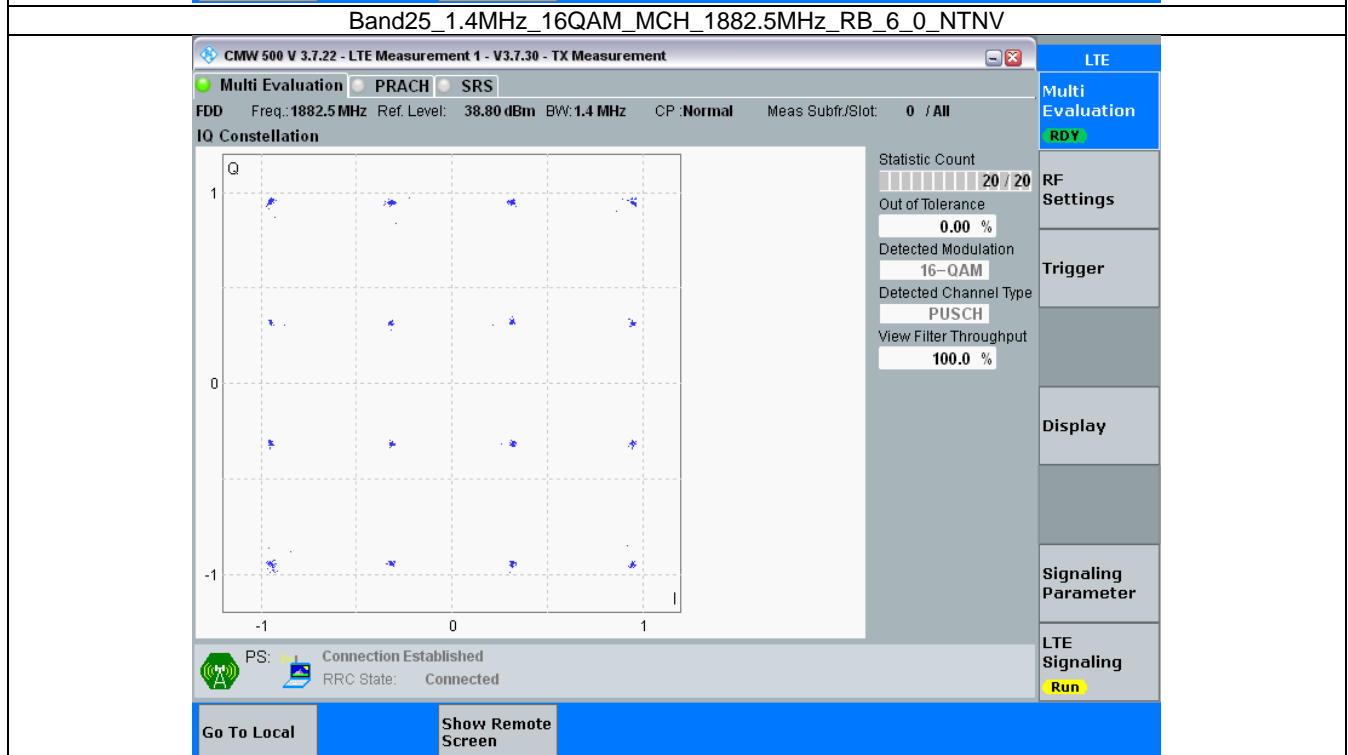 Band25_1.4MHz_16QAM_MCH_1882.5MHz_RB_6_0_NTNV
CMW 500 V 3.7.22 - LTE Measurement 1 - V3.7.30 - TX Measurement
Multi Evaluation PRACH SRS
FDD Freq.: 1882.5 MHz Ref. Level: 38.80 dBm BW: 1.4 MHz CP :Normal Meas Subfr./Slot: 0 / All
IQ Constellation
Q
1
0
-1
-1 0 1
I
Statistic Count
20 / 20
Out of Tolerance
0.00 %
Detected Modulation
16-QAM
Detected Channel Type
PUSCH
View Filter Throughput
100.0 %
PS: Connection Established
RRC State: Connected
LTE
Multi
Evaluation
RDY
RF
Settings
Trigger
Display
Signaling
Parameter
LTE
Signaling
Run
Go To Local
Show Remote
Screen